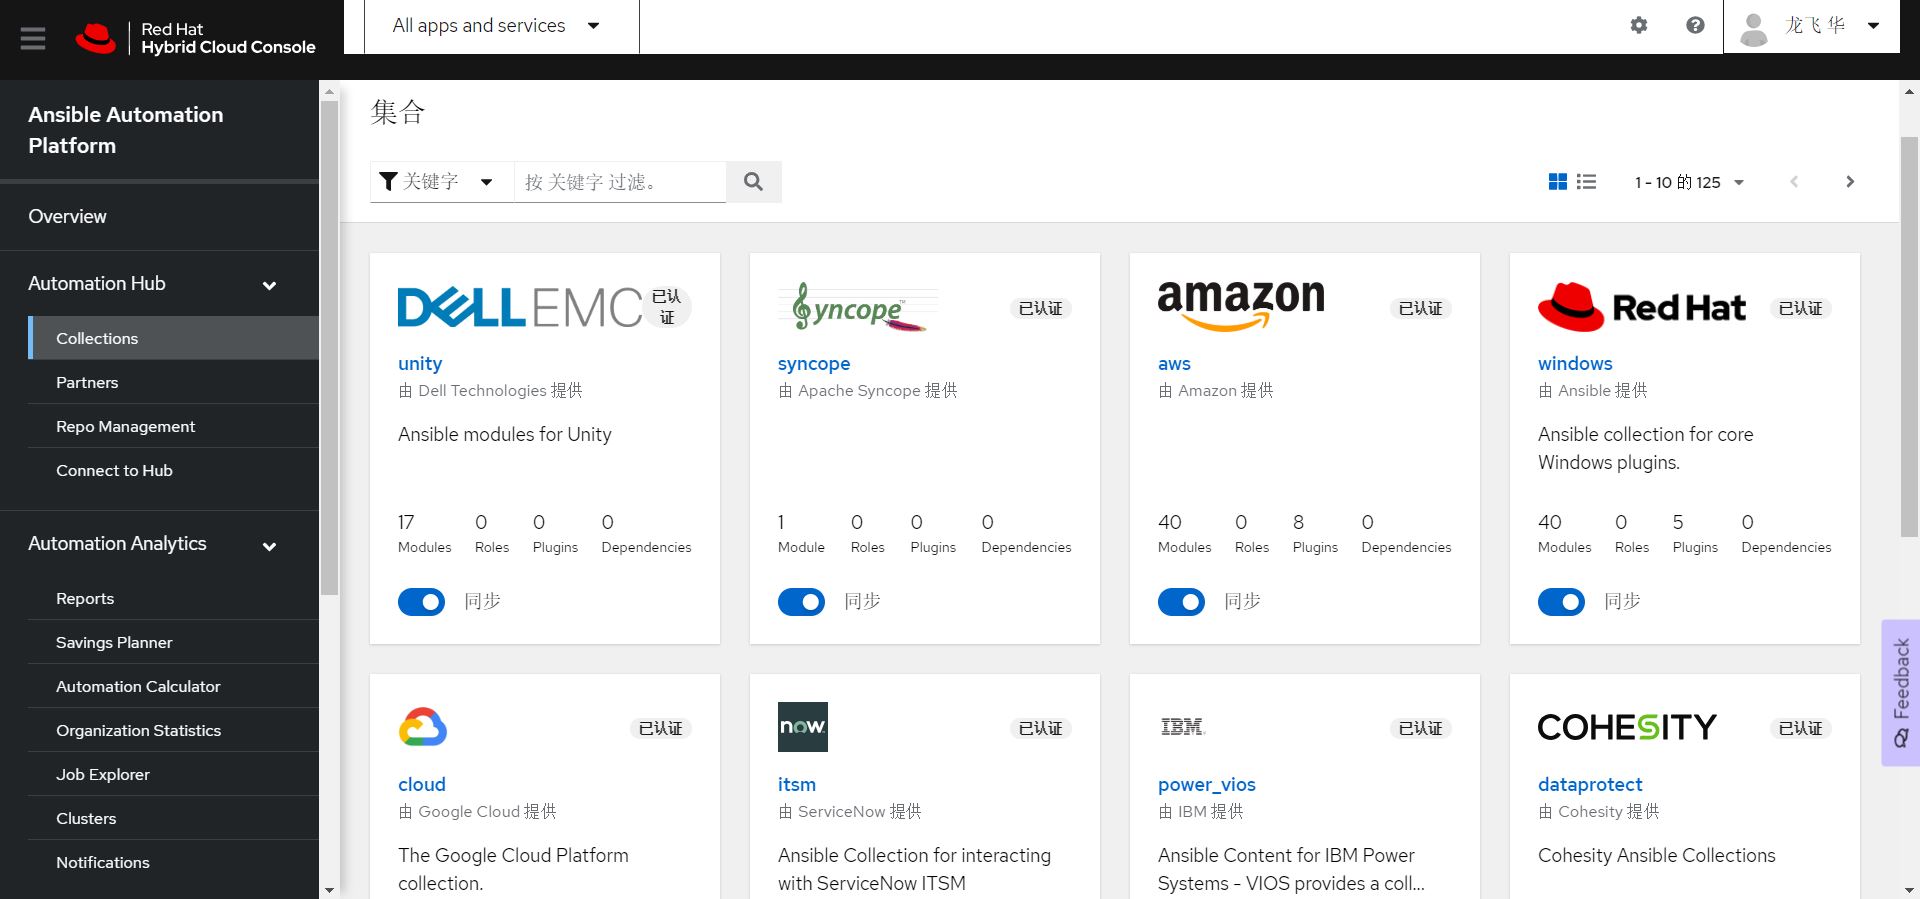 Red Hat
Hybrid Cloud Console
All apps and services
龙飞 华
Ansible Automation
Platform
Overview
Automation Hub
Collections
Partners
Repo Management
Connect to Hub
Automation Analytics
Reports
Savings Planner
Automation Calculator
Organization Statistics
Job Explorer
Clusters
Notifications
集合
关键字
按 关键字 过滤。
1 - 10 的 125
DELLEMC
已认
证
unity
由 Dell Technologies 提供
Ansible modules for Unity
17 0 0 0
Modules Roles Plugins Dependencies
同步
Syncope™
已认证
syncope
由 Apache Syncope 提供
1 0 0 0
Module Roles Plugins Dependencies
同步
amazon
已认证
aws
由 Amazon 提供
40 0 8 0
Modules Roles Plugins Dependencies
同步
Red Hat
已认证
windows
由 Ansible 提供
Ansible collection for core
Windows plugins.
40 0 5 0
Modules Roles Plugins Dependencies
同步
已认证
cloud
由 Google Cloud 提供
The Google Cloud Platform
collection.
now
已认证
itsm
由 ServiceNow 提供
Ansible Collection for interacting
with ServiceNow ITSM
IBM
已认证
power_vios
由 IBM 提供
Ansible Content for IBM Power
Systems - VIOS provides a coll...
COHESITY
已认证
dataprotect
由 Cohesity 提供
Cohesity Ansible Collections
Feedback